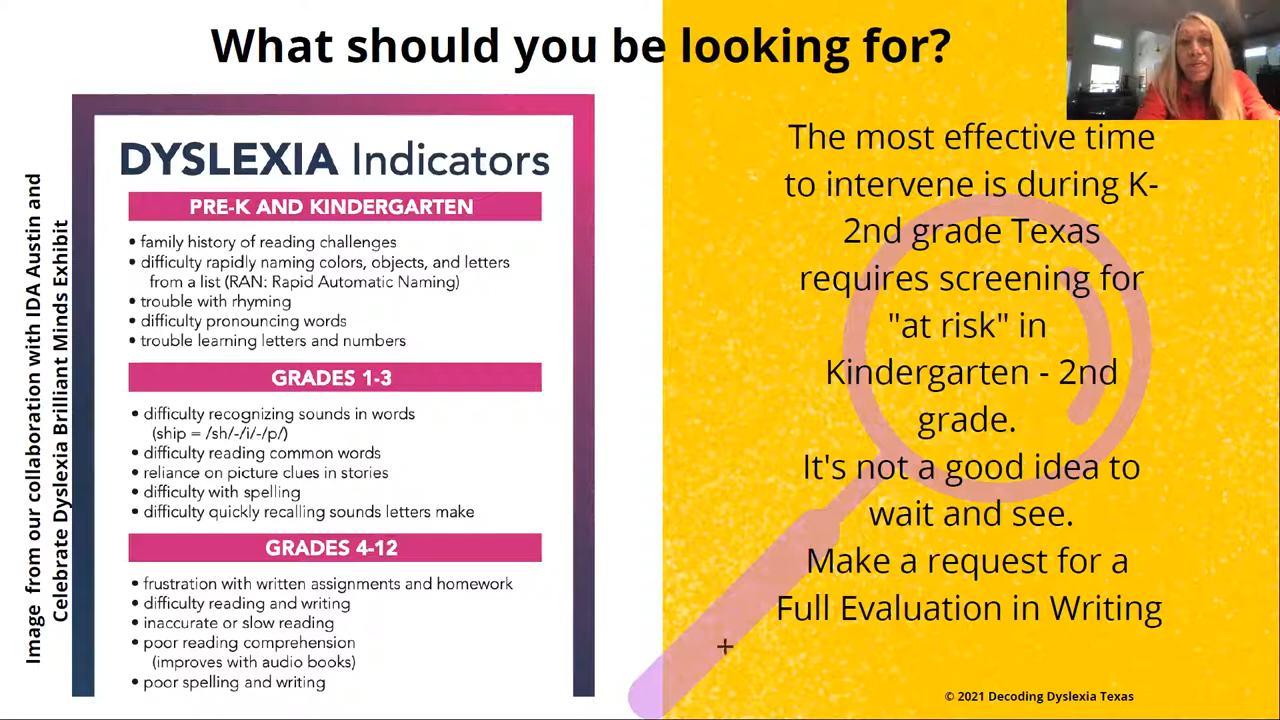 What should you be looking for?
Image from our collaboration with IDA Austin and
Celebrate Dyslexia Brilliant Minds Exhibit
DYSLEXIA Indicators
PRE-K AND KINDERGARTEN
• family history of reading challenges
• difficulty rapidly naming colors, objects, and letters
from a list (RAN: Rapid Automatic Naming)
• trouble with rhyming
• difficulty pronouncing words
• trouble learning letters and numbers
GRADES 1-3
• difficulty recognizing sounds in words
(ship = /sh/-/i/-/p/)
• difficulty reading common words
• reliance on picture clues in stories
• difficulty with spelling
• difficulty quickly recalling sounds letters make
GRADES 4-12
• frustration with written assignments and homework
• difficulty reading and writing
• inaccurate or slow reading
• poor reading comprehension
(improves with audio books)
• poor spelling and writing
The most effective time
to intervene is during K-
2nd grade Texas
requires screening for
"at risk" in
Kindergarten - 2nd
grade.
It's not a good idea to
wait and see.
Make a request for a
Full Evaluation in Writing
© 2021 Decoding Dyslexia Texas